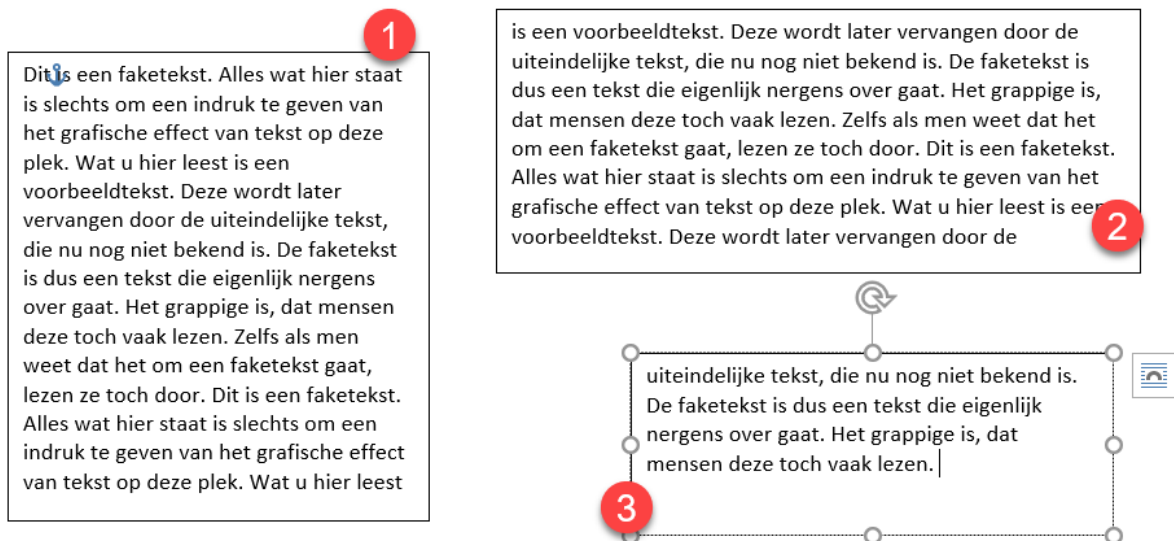 1
Dit is een faketekst. Alles wat hier staat
is slechts om een indruk te geven van
het grafische effect van tekst op deze
plek. Wat u hier leest is een
voorbeeldtekst. Deze wordt later
vervangen door de uiteindelijke tekst,
die nu nog niet bekend is. De faketekst
is dus een tekst die eigenlijk nergens
over gaat. Het grappige is, dat mensen
deze toch vaak lezen. Zelfs als men
weet dat het om een faketekst gaat,
lezen ze toch door. Dit is een faketekst.
Alles wat hier staat is slechts om een
indruk te geven van het grafische effect
van tekst op deze plek. Wat u hier leest
is een voorbeeldtekst. Deze wordt later vervangen door de
uiteindelijke tekst, die nu nog niet bekend is. De faketekst is
dus een tekst die eigenlijk nergens over gaat. Het grappige is,
dat mensen deze toch vaak lezen. Zelfs als men weet dat het
om een faketekst gaat, lezen ze toch door. Dit is een faketekst.
Alles wat hier staat is slechts om een indruk te geven van het
grafische effect van tekst op deze plek. Wat u hier leest is een
voorbeeldtekst. Deze wordt later vervangen door de
2
uiteindelijke tekst, die nu nog niet bekend is.
De faketekst is dus een tekst die eigenlijk
nergens over gaat. Het grappige is, dat
mensen deze toch vaak lezen.
3